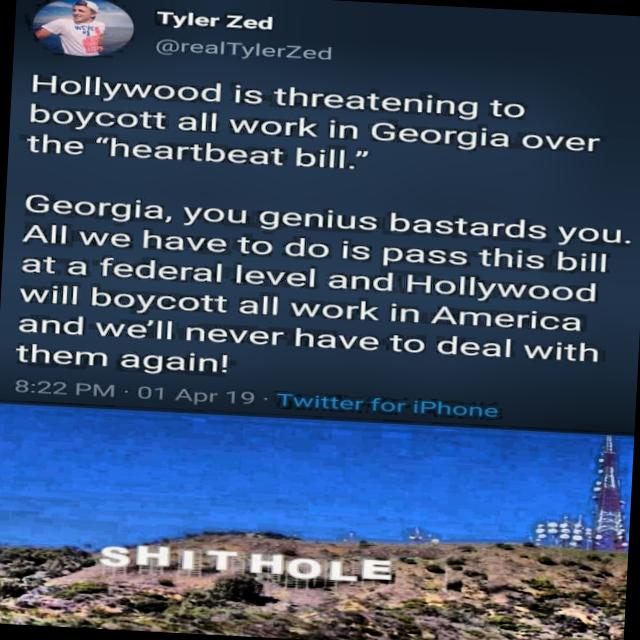 Tyler Zed
@realTylerZed
Hollywood is threatening to
boycott all work in Georgia over
the “heartbeat bill.”
Georgia, you genius bastards you.
All we have to do is pass this bill
at a federal level and Hollywood
will boycott all work in America
and we’ll never have to deal with
them again!
8:22 PM · 01 Apr 19 · Twitter for iPhone
SHITHOLE